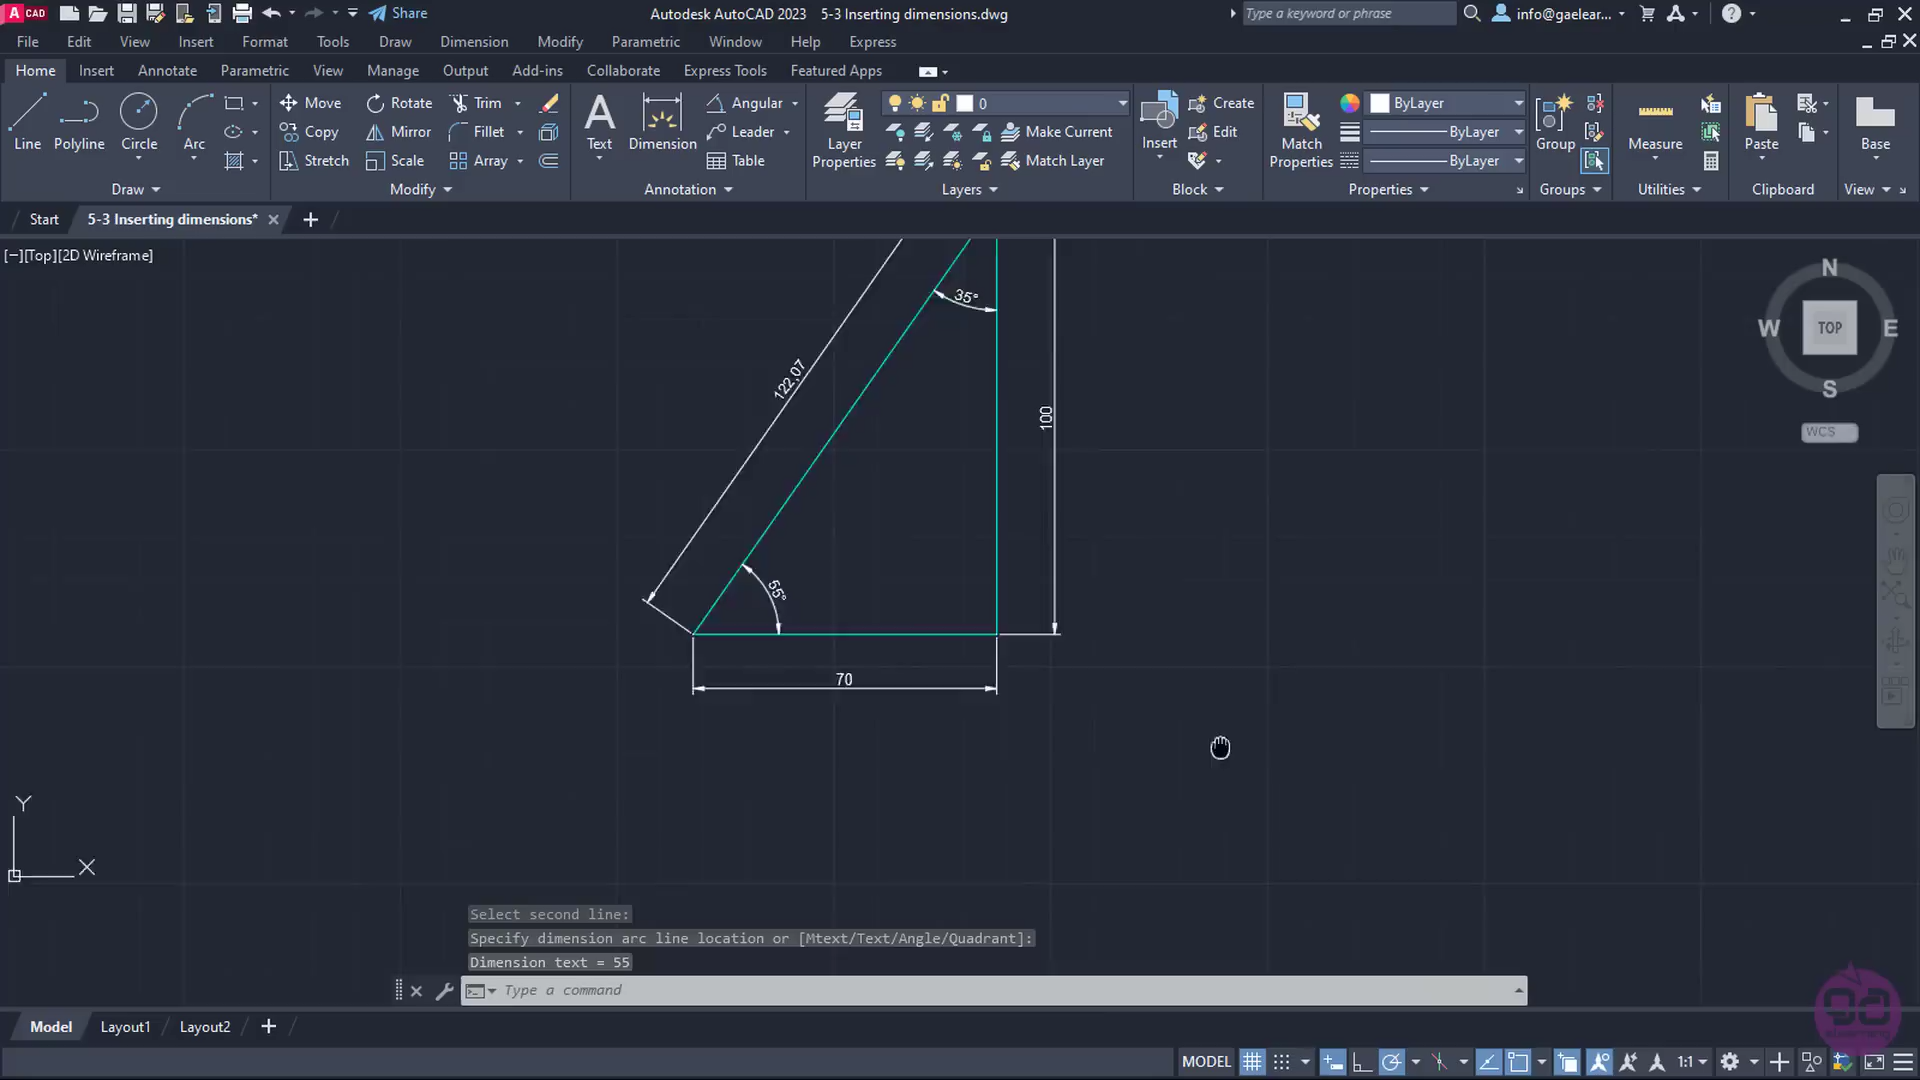 CAD Share Autodesk AutoCAD 2023 5-3 Inserting dimensions.dwg Type a keyword or phrase info@gaelear... ?
File Edit View Insert Format Tools Draw Dimension Modify Parametric Window Help Express
Home Insert Annotate Parametric View Manage Output Add-ins Collaborate Express Tools Featured Apps
Line Polyline Circle Arc
Move Rotate Trim
Copy Mirror Fillet
Stretch Scale Array
Text Dimension
Angular
Leader
Table
Layer Properties
0
Make Current
Match Layer
Insert
Create
Edit
Match Properties
ByLayer
ByLayer
ByLayer
Group Measure Paste Base
Draw Modify Annotation Layers Block Properties Groups Utilities Clipboard View
Start 5-3 Inserting dimensions*
[−][Top][2D Wireframe]
N
W TOP E
S
WCS
35°
122,07
100
55°
70
Y
X
Select second line:
Specify dimension arc line location or [Mtext/Text/Angle/Quadrant]:
Dimension text = 55
Type a command
Model Layout1 Layout2
MODEL 1:1